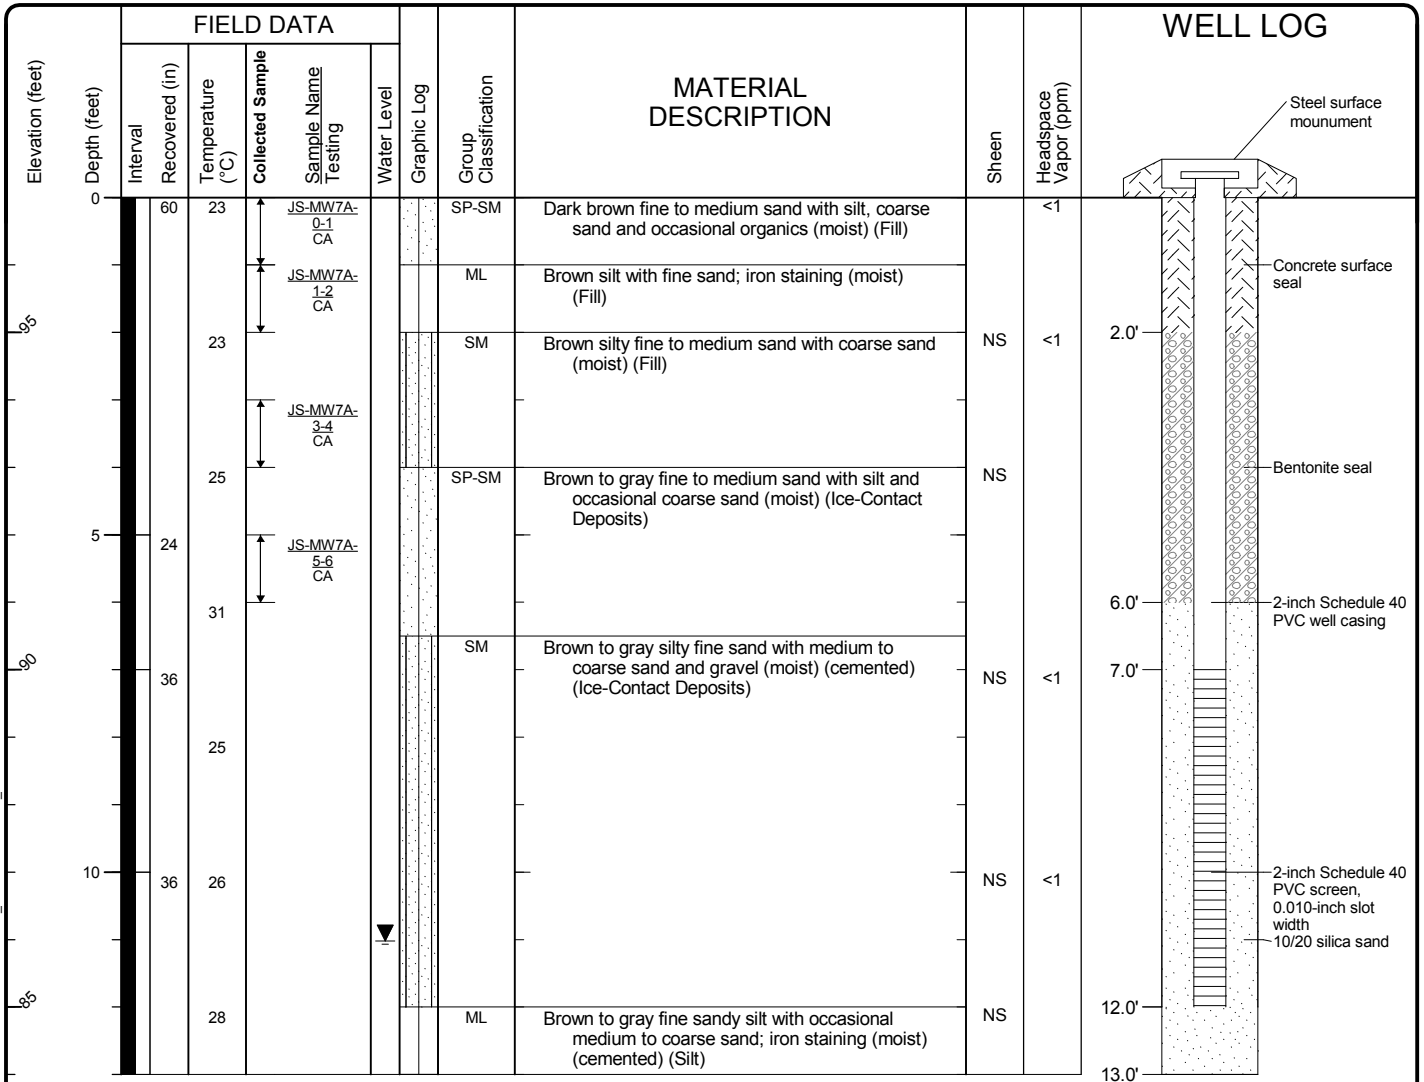 FIELD DATA
WELL LOG
Elevation (feet)
Depth (feet)
Interval
Recovered (in)
Temperature
(°C)
Collected Sample
Sample Name
Testing
Water Level
Graphic Log
Group
Classification
MATERIAL
DESCRIPTION
Sheen
Headspace
Vapor (ppm)
Steel surface
mounument
0
60
23
JS-MW7A-
0-1
CA
SP-SM
Dark brown fine to medium sand with silt, coarse
sand and occasional organics (moist) (Fill)
<1
JS-MW7A-
1-2
CA
ML
Brown silt with fine sand; iron staining (moist)
(Fill)
Concrete surface
seal
95
23
SM
Brown silty fine to medium sand with coarse sand
(moist) (Fill)
NS
<1
2.0'
JS-MW7A-
3-4
CA
25
SP-SM
Brown to gray fine to medium sand with silt and
occasional coarse sand (moist) (Ice-Contact
Deposits)
NS
Bentonite seal
5
24
JS-MW7A-
5-6
CA
31
6.0'
2-inch Schedule 40
PVC well casing
90
36
SM
Brown to gray silty fine sand with medium to
coarse sand and gravel (moist) (cemented)
(Ice-Contact Deposits)
NS
<1
7.0'
25
10
36
26
NS
<1
2-inch Schedule 40
PVC screen,
0.010-inch slot
width
10/20 silica sand
85
28
ML
Brown to gray fine sandy silt with occasional
medium to coarse sand; iron staining (moist)
(cemented) (Silt)
NS
12.0'
13.0'